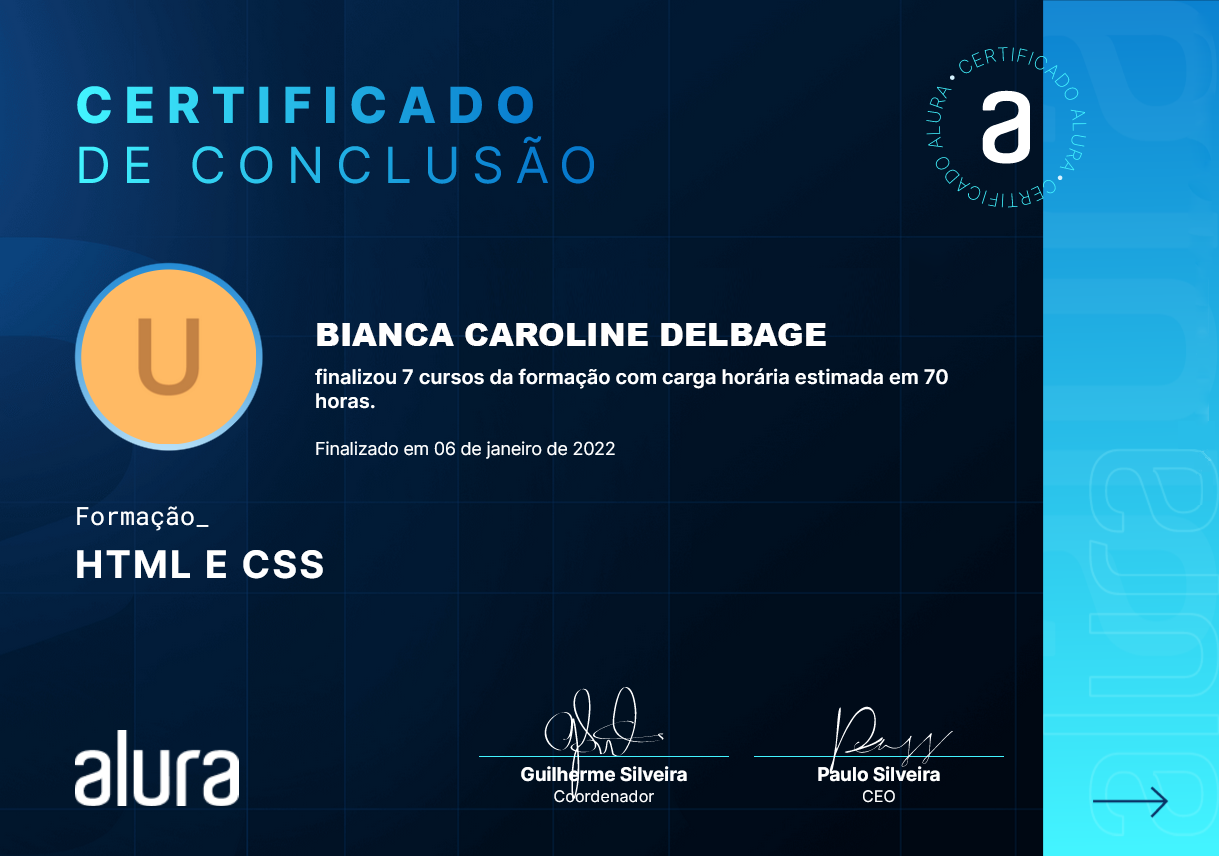 CERTIFICADO
DE CONCLUSÃO
CERTIFICADO ALURA • CERTIFICADO ALURA •
a
U
BIANCA CAROLINE DELBAGE
finalizou 7 cursos da formação com carga horária estimada em 70
horas.
Finalizado em 06 de janeiro de 2022
Formação_
HTML E CSS
alura
Guilherme Silveira
Coordenador
Paulo Silveira
CEO
alura